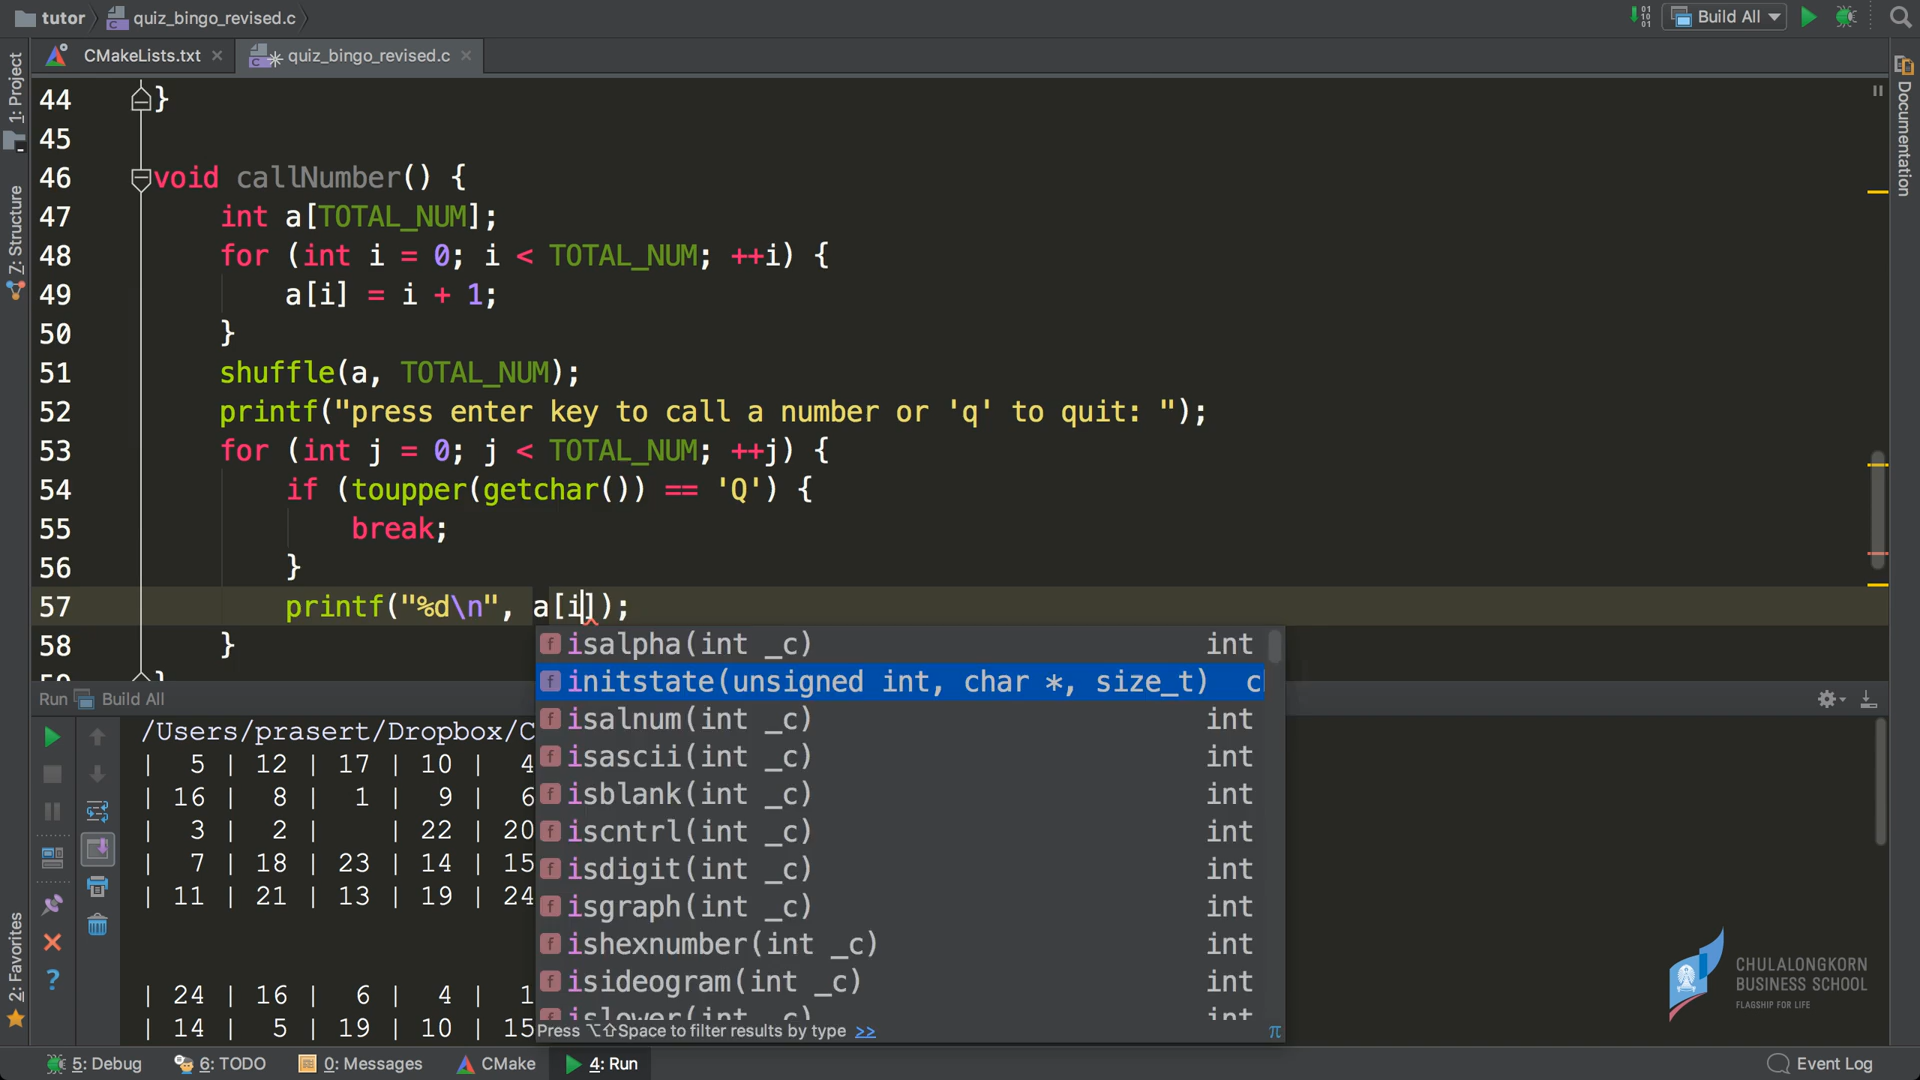 tutor quiz_bingo_revised.c Build All
CMakeLists.txt quiz_bingo_revised.c
1: Project
7: Structure
2: Favorites
Documentation
44 }
45
46 void callNumber() {
47 int a[TOTAL_NUM];
48 for (int i = 0; i < TOTAL_NUM; ++i) {
49 a[i] = i + 1;
50 }
51 shuffle(a, TOTAL_NUM);
52 printf("press enter key to call a number or 'q' to quit: ");
53 for (int j = 0; j < TOTAL_NUM; ++j) {
54 if (toupper(getchar()) == 'Q') {
55 break;
56 }
57 printf("%d\n", a[i]);
58 }
isalpha(int _c) int
initstate(unsigned int, char *, size_t)
isalnum(int _c) int
isascii(int _c) int
isblank(int _c) int
iscntrl(int _c) int
isdigit(int _c) int
isgraph(int _c) int
ishexnumber(int _c) int
isideogram(int _c) int
islower(int _c) int
Press ⌥⇧Space to filter results by type >> π
Run Build All
/Users/prasert/Dropbox/C
| 5 | 12 | 17 | 10 | 4
| 16 | 8 | 1 | 9 | 6
| 3 | 2 | | 22 | 20
| 7 | 18 | 23 | 14 | 15
| 11 | 21 | 13 | 19 | 24
| 24 | 16 | 6 | 4 | 1
| 14 | 5 | 19 | 10 | 15
CHULALONGKORN
BUSINESS SCHOOL
FLAGSHIP FOR LIFE
5: Debug 6: TODO 0: Messages CMake 4: Run Event Log